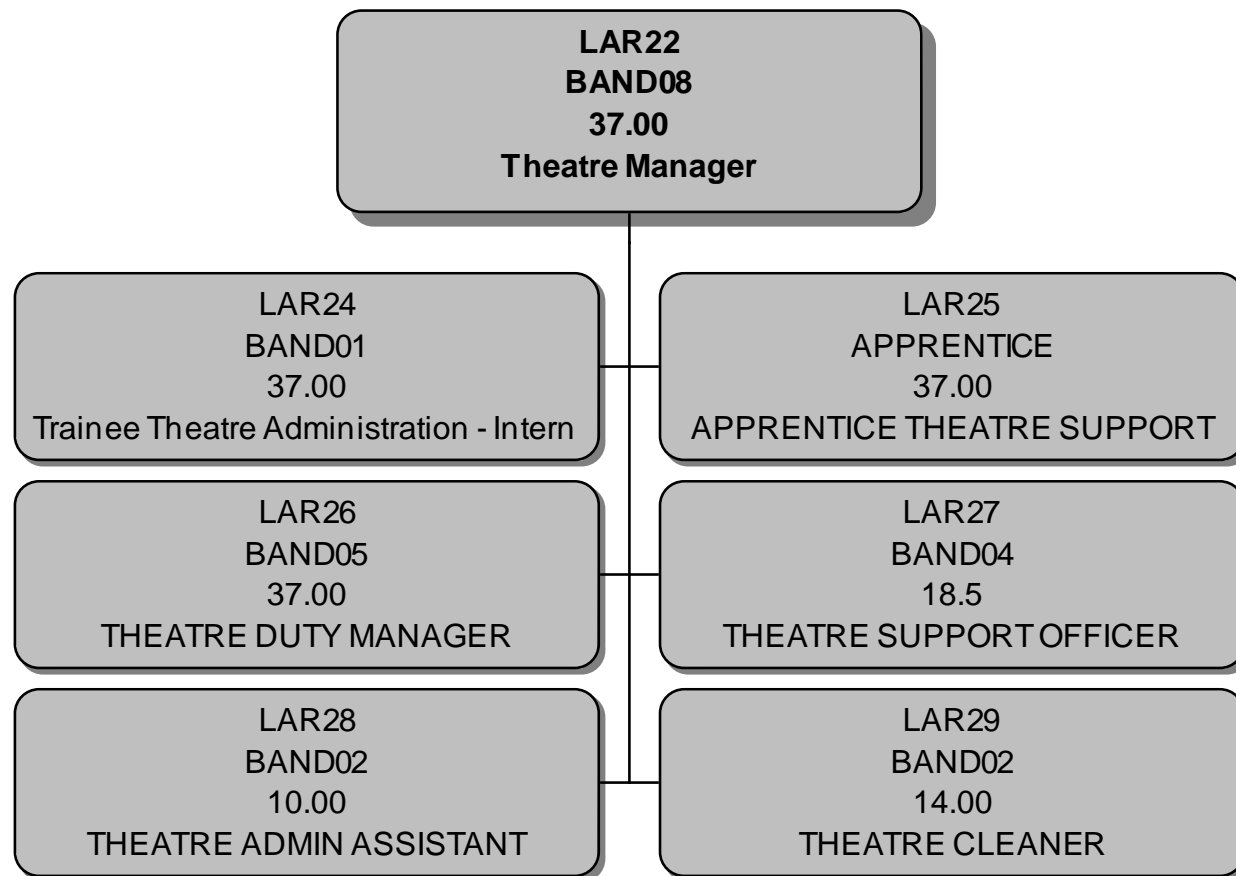 LAR22
BAND08
37.00
Theatre Manager
LAR24
BAND01
37.00
Trainee Theatre Administration - Intern
LAR25
APPRENTICE
37.00
APPRENTICE THEATRE SUPPORT
LAR26
BAND05
37.00
THEATRE DUTY MANAGER
LAR27
BAND04
18.5
THEATRE SUPPORT OFFICER
LAR28
BAND02
10.00
THEATRE ADMIN ASSISTANT
LAR29
BAND02
14.00
THEATRE CLEANER